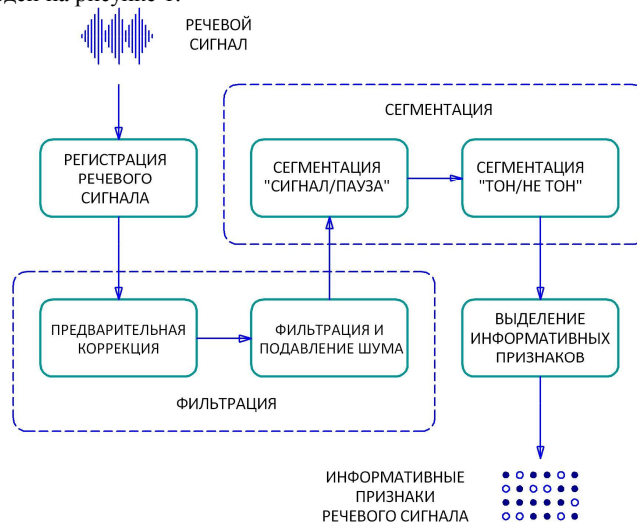 РЕЧЕВОЙ
СИГНАЛ
СЕГМЕНТАЦИЯ
РЕГИСТРАЦИЯ
РЕЧЕВОГО
СИГНАЛА
СЕГМЕНТАЦИЯ
"СИГНАЛ/ПАУЗА"
СЕГМЕНТАЦИЯ
"ТОН/НЕ ТОН"
ПРЕДВАРИТЕЛЬНАЯ
КОРРЕКЦИЯ
ФИЛЬТРАЦИЯ И
ПОДАВЛЕНИЕ ШУМА
ВЫДЕЛЕНИЕ
ИНФОРМАТИВНЫХ
ПРИЗНАКОВ
ФИЛЬТРАЦИЯ
ИНФОРМАТИВНЫЕ
ПРИЗНАКИ
РЕЧЕВОГО СИГНАЛА